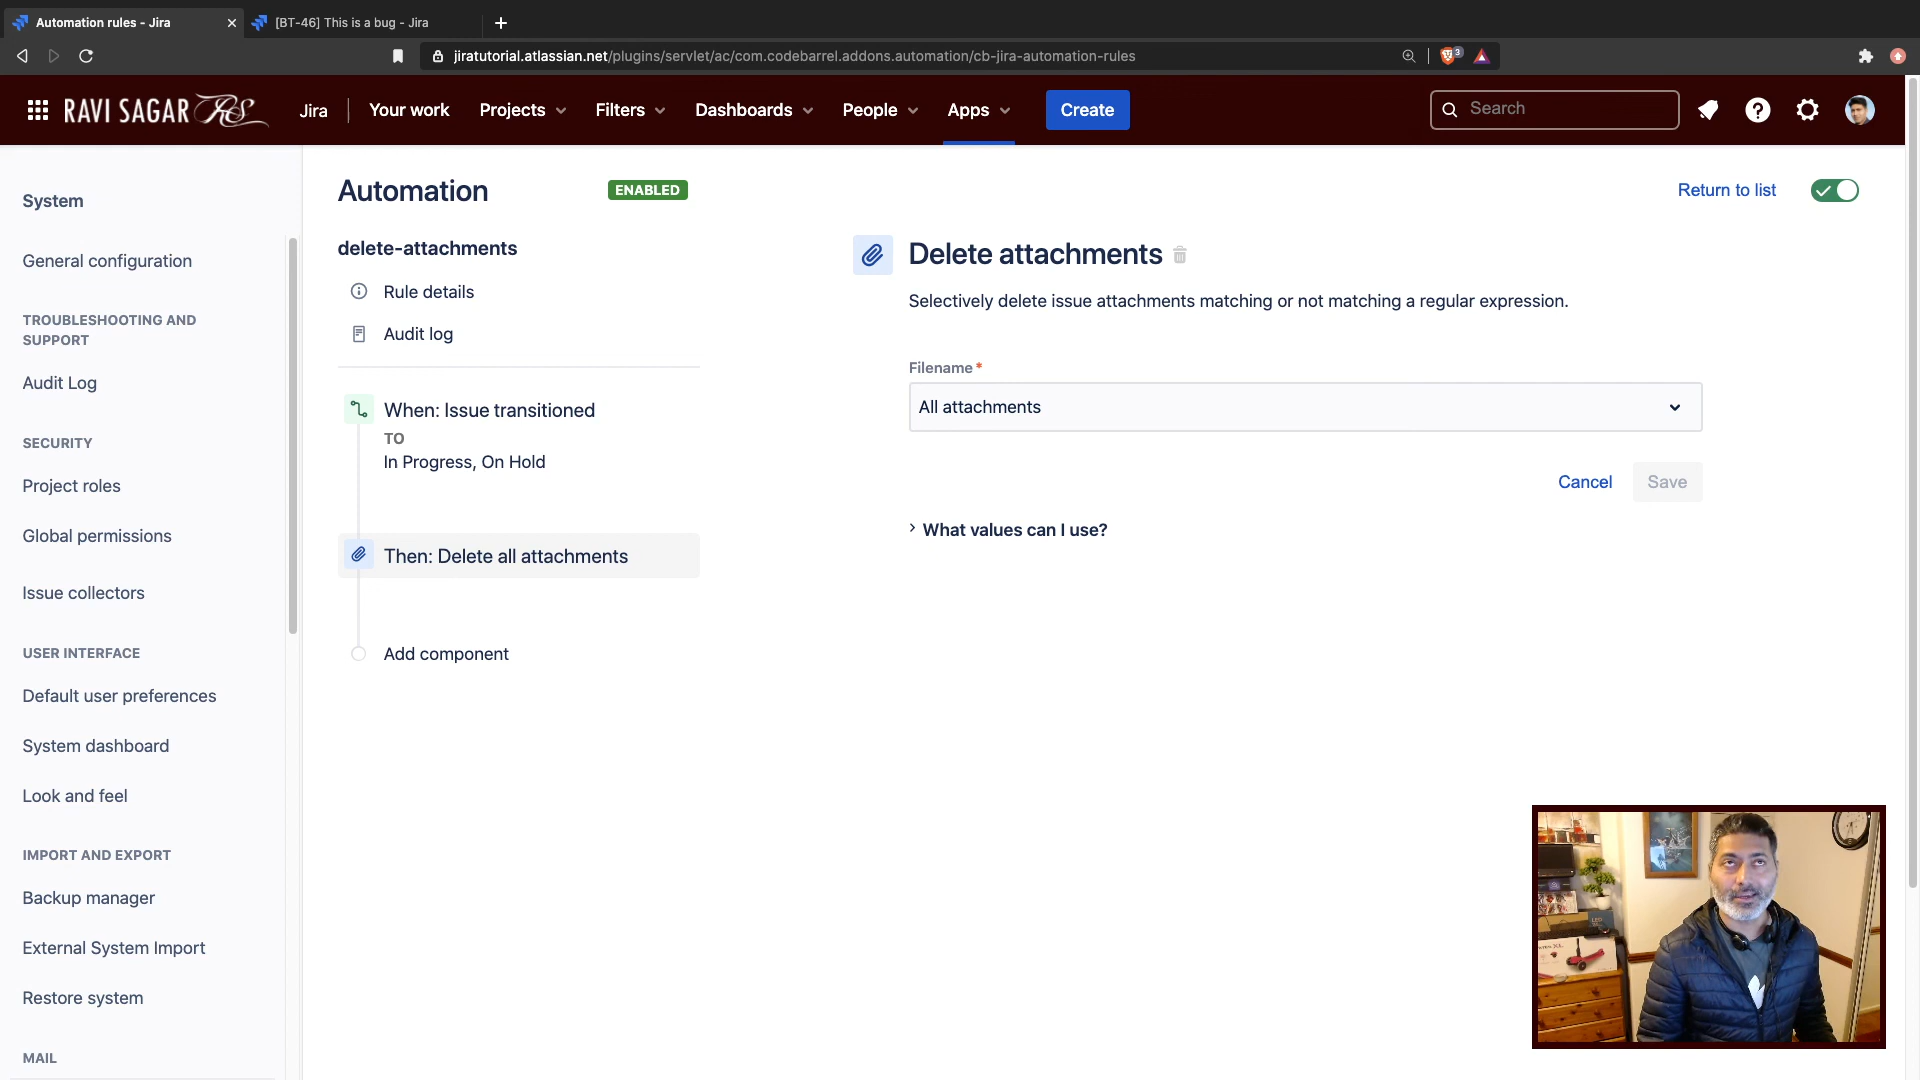 Automation rules - Jira
[BT-46] This is a bug - Jira
jiratutorial.atlassian.net/plugins/servlet/ac/com.codebarrel.addons.automation/cb-jira-automation-rules
3
RAVI SAGAR RS
Jira
Your work
Projects
Filters
Dashboards
People
Apps
Create
Search
System
General configuration
TROUBLESHOOTING AND
SUPPORT
Audit Log
SECURITY
Project roles
Global permissions
Issue collectors
USER INTERFACE
Default user preferences
System dashboard
Look and feel
IMPORT AND EXPORT
Backup manager
External System Import
Restore system
MAIL
Automation
ENABLED
Return to list
delete-attachments
Rule details
Audit log
When: Issue transitioned
TO
In Progress, On Hold
Then: Delete all attachments
Add component
Delete attachments
Selectively delete issue attachments matching or not matching a regular expression.
Filename *
All attachments
Cancel
Save
What values can I use?